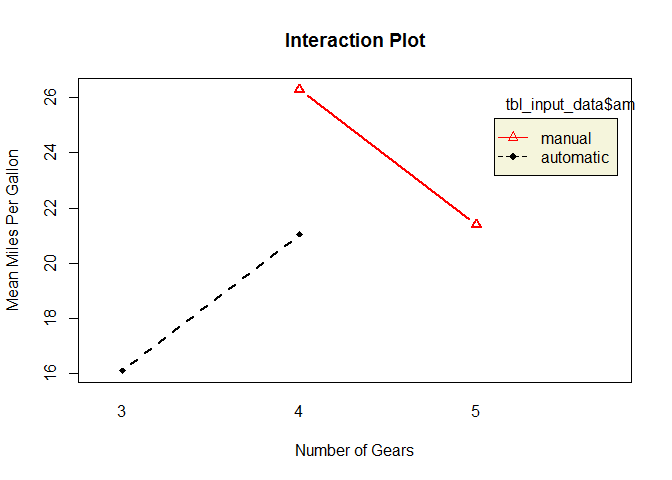 Interaction Plot
tbl_input_data$am
manual
automatic
Mean Miles Per Gallon
26
24
22
20
18
16
3 4 5
Number of Gears